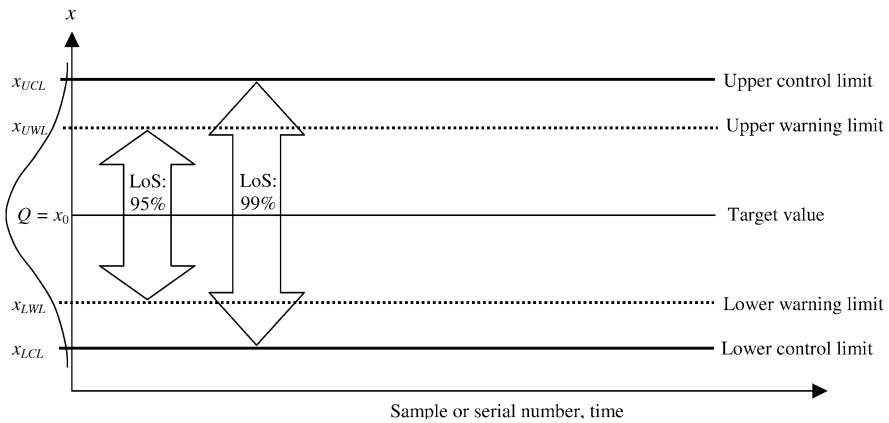 x
x_UCL
Upper control limit
x_UWL
Upper warning limit
LoS:
95%
LoS:
99%
Q = x_0
Target value
x_LWL
Lower warning limit
x_LCL
Lower control limit
Sample or serial number, time